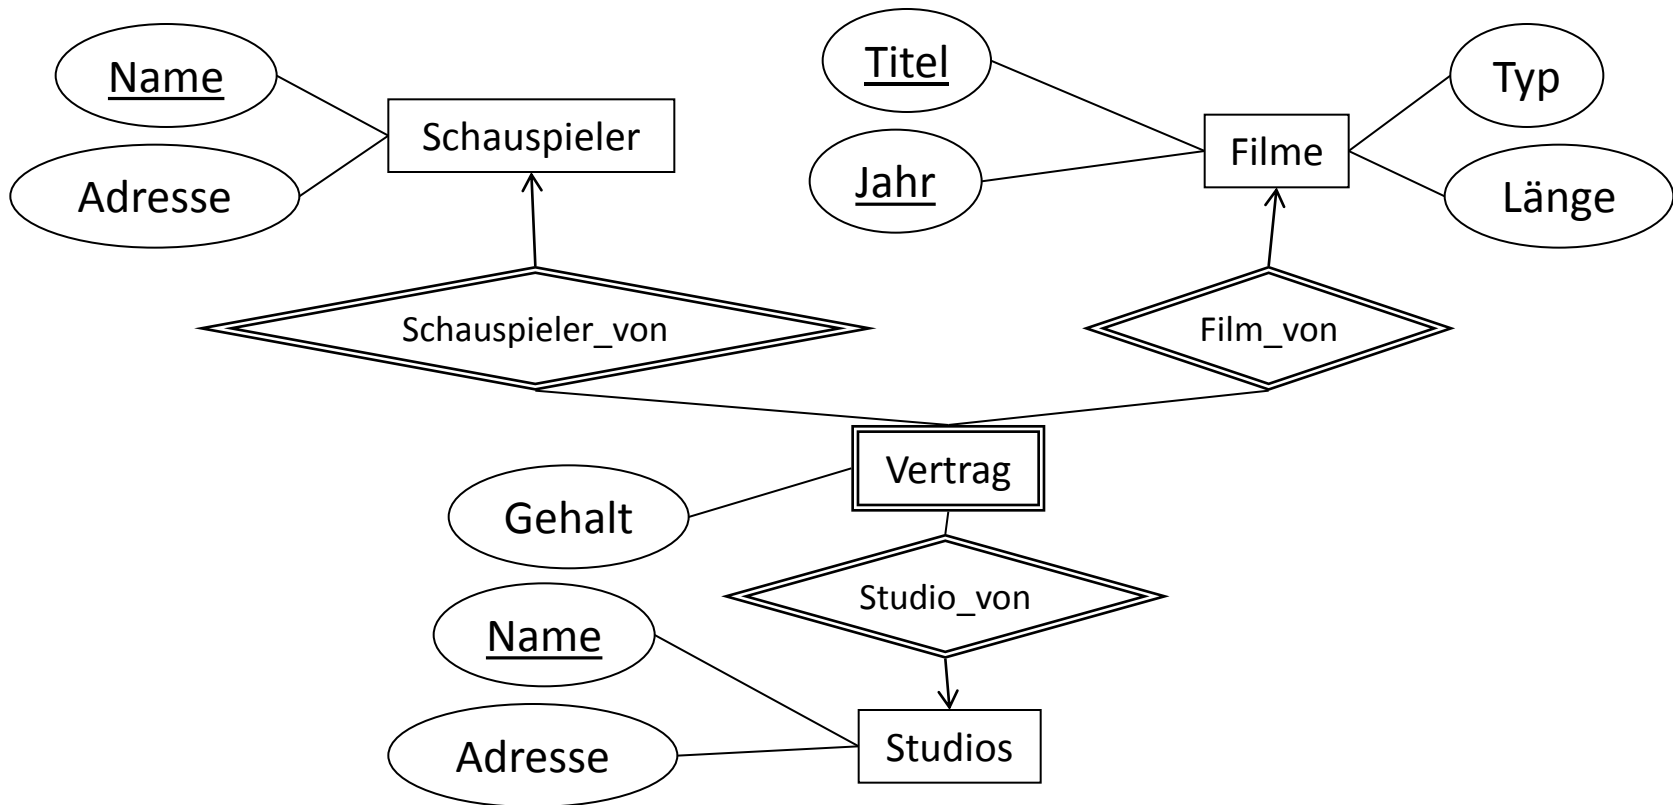 Name
Adresse
Schauspieler
Titel
Jahr
Filme
Typ
Länge
Schauspieler_von
Film_von
Vertrag
Gehalt
Studio_von
Name
Adresse
Studios